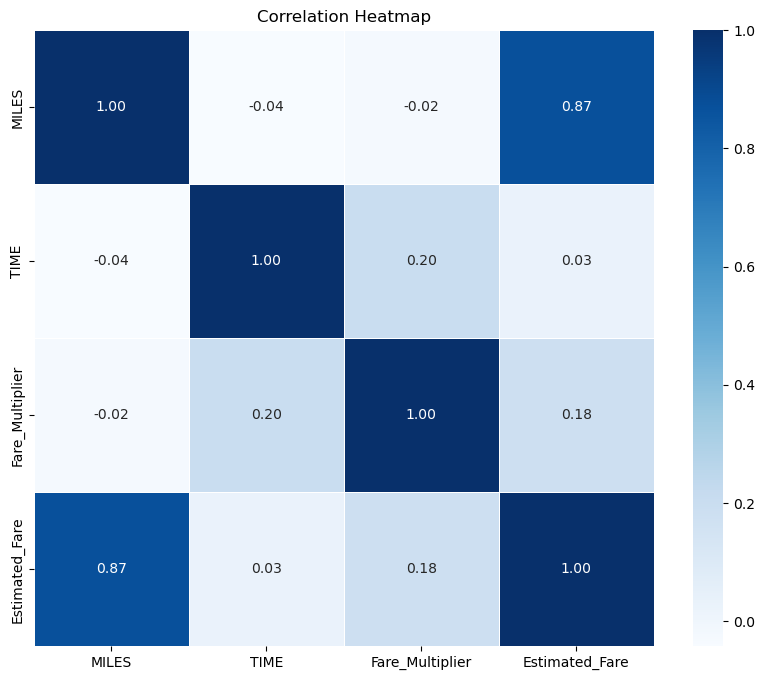 Correlation Heatmap
MILES
1.00
-0.04
-0.02
0.87
TIME
-0.04
1.00
0.20
0.03
Fare_Multiplier
-0.02
0.20
1.00
0.18
Estimated_Fare
0.87
0.03
0.18
1.00
MILES
TIME
Fare_Multiplier
Estimated_Fare
1.0
0.8
0.6
0.4
0.2
0.0